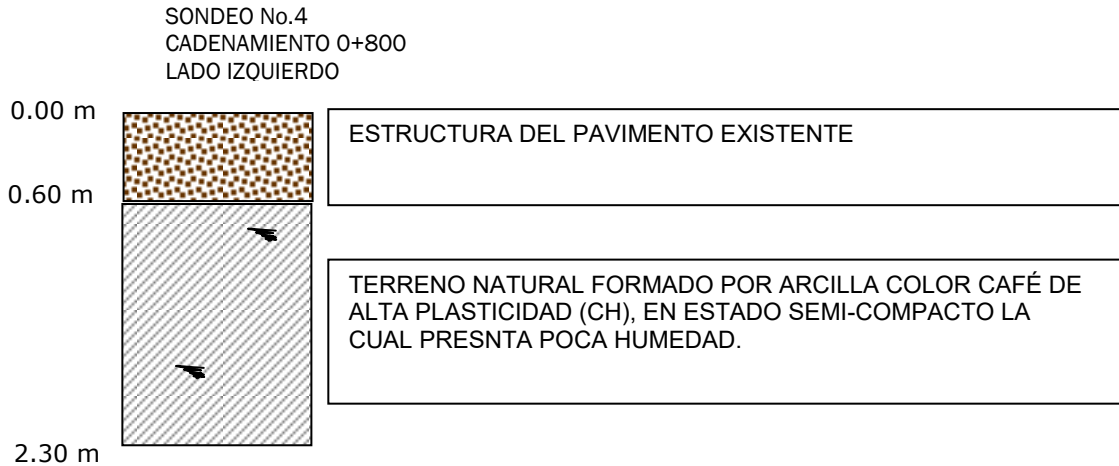 SONDEO No.4
CADENAMIENTO 0+800
LADO IZQUIERDO
0.00 m
ESTRUCTURA DEL PAVIMENTO EXISTENTE
0.60 m
TERRENO NATURAL FORMADO POR ARCILLA COLOR CAFÉ DE
ALTA PLASTICIDAD (CH), EN ESTADO SEMI-COMPACTO LA
CUAL PRESNTA POCA HUMEDAD.
2.30 m